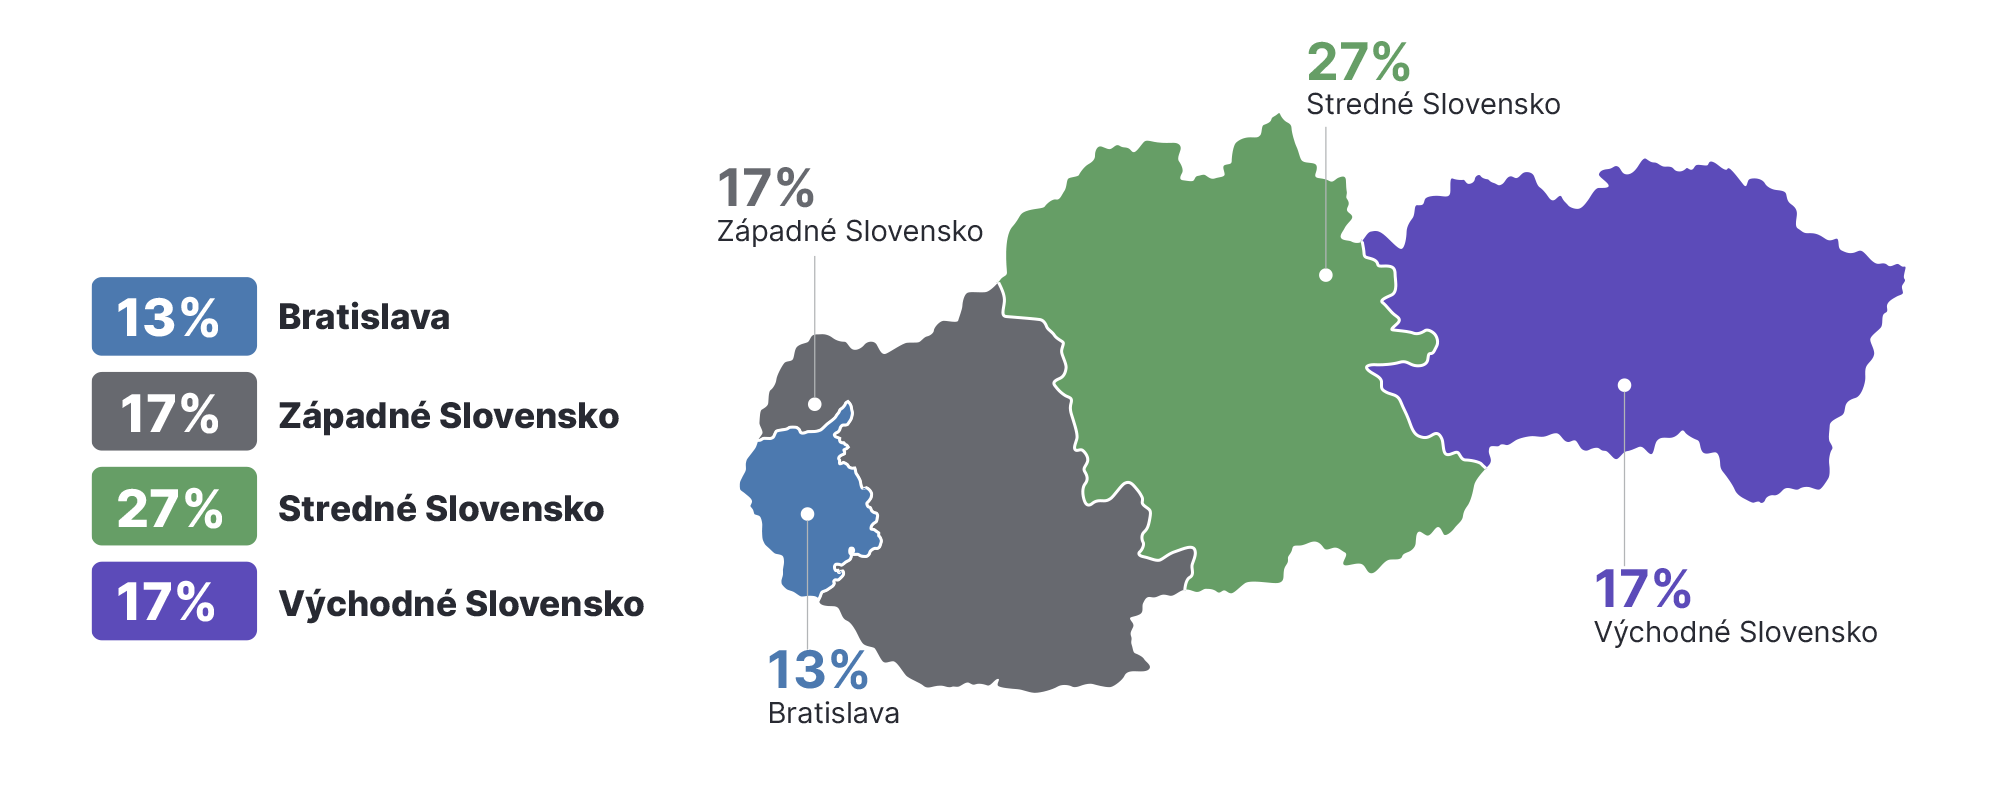 13%
Bratislava
17%
Západné Slovensko
27%
Stredné Slovensko
17%
Východné Slovensko
27%
Stredné Slovensko
17%
Západné Slovensko
17%
Východné Slovensko
13%
Bratislava